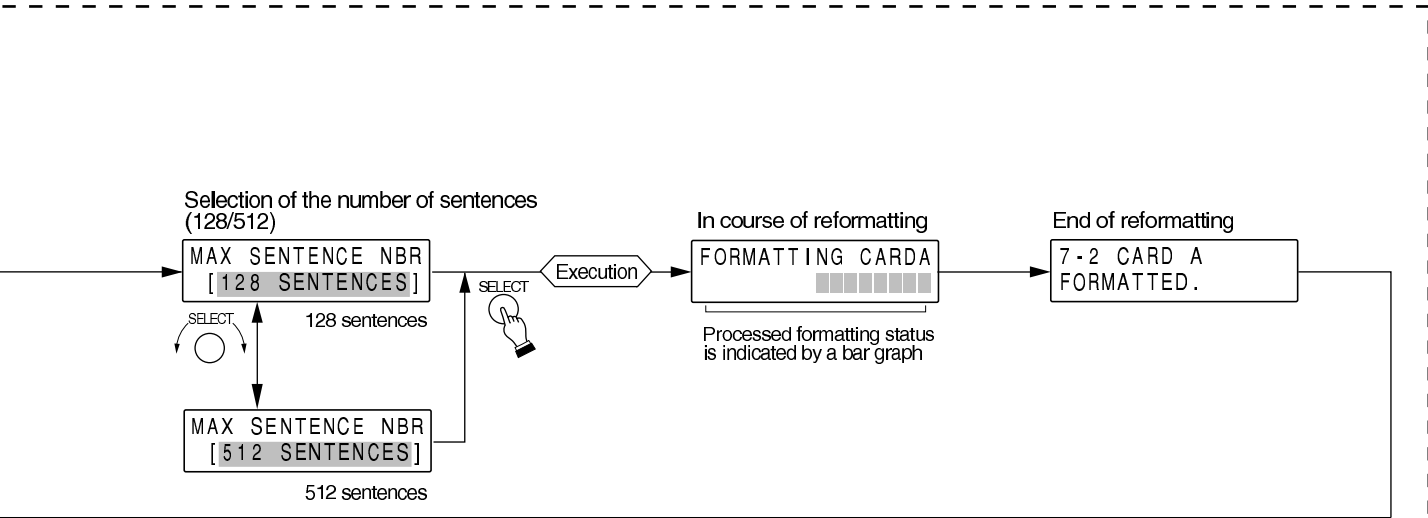 Selection of the number of sentences
(128/512)
MAX SENTENCE NBR
[128 SENTENCES]
128 sentences
SELECT
MAX SENTENCE NBR
[512 SENTENCES]
512 sentences
SELECT
Execution
In course of reformatting
FORMATTING CARDA
Processed formatting status
is indicated by a bar graph
End of reformatting
7-2 CARD A
FORMATTED.